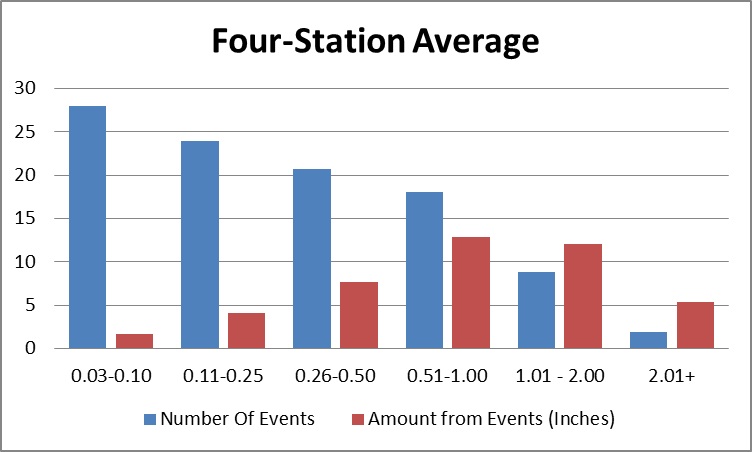 Four-Station Average
30
25
20
15
10
5
0
0.03-0.10 0.11-0.25 0.26-0.50 0.51-1.00 1.01 - 2.00 2.01+
Number Of Events Amount from Events (Inches)